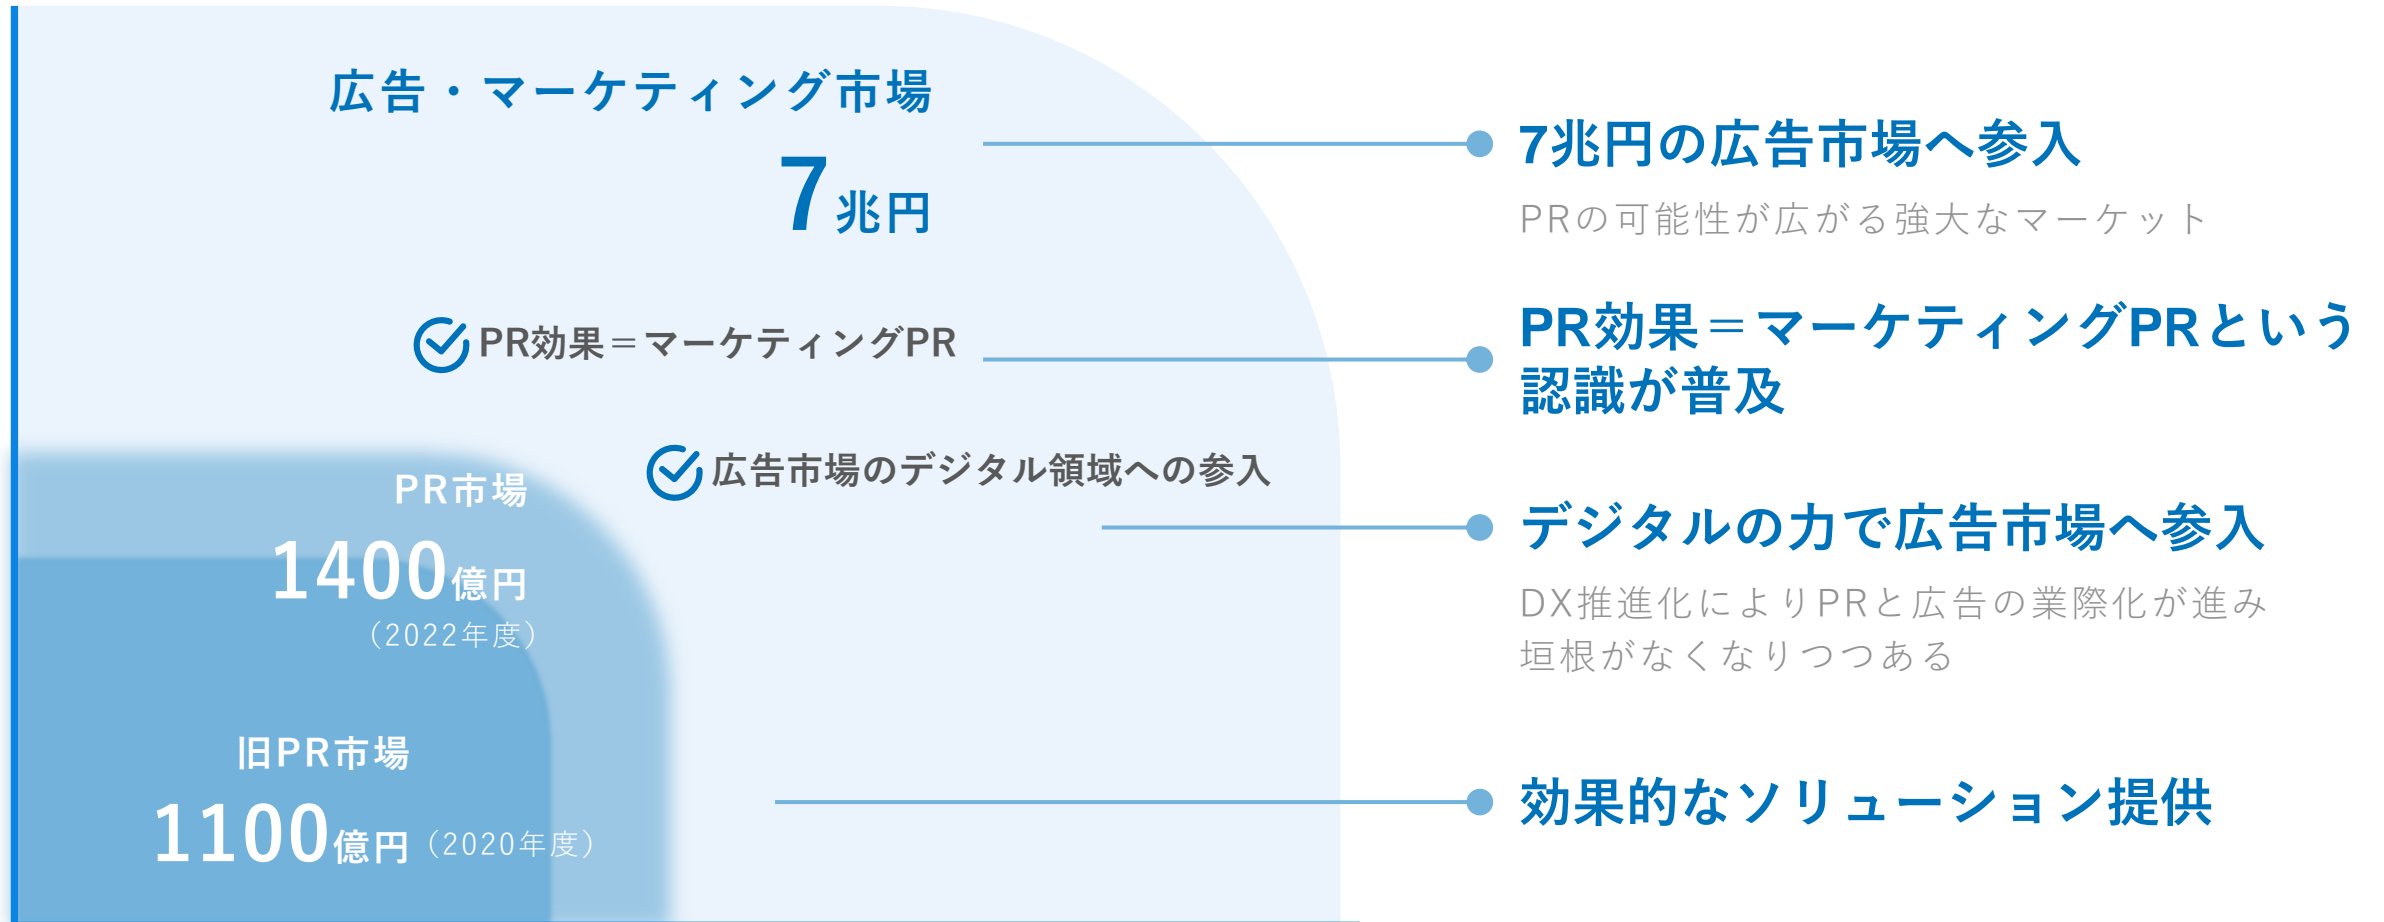 広告・マーケティング市場
7兆円
PR効果＝マーケティングPR
広告市場のデジタル領域への参入
PR市場
1400億円
（2022年度）
旧PR市場
1100億円（2020年度）
7兆円の広告市場へ参入
PRの可能性が広がる強大なマーケット
PR効果＝マーケティングPRという
認識が普及
デジタルの力で広告市場へ参入
DX推進化によりPRと広告の業際化が進み
垣根がなくなりつつある
効果的なソリューション提供